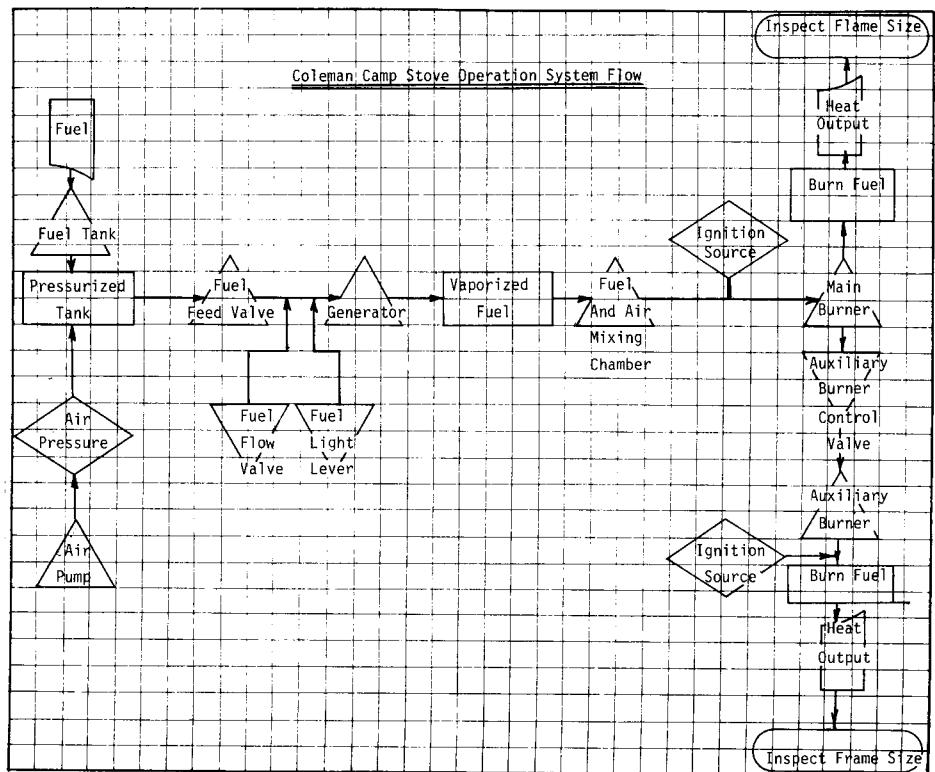 Inspect Flame Size
Coleman Camp Stove Operation System Flow
Heat
Output
Fuel
Burn Fuel
Fuel Tank
Ignition
Source
Pressurized
Tank
Fuel
Feed Valve
Generator
Vaporized
Fuel
Fuel
And Air
Mixing
Chamber
Main
Burner
Auxiliary
Burner
Control
Valve
Air
Pressure
Fuel
Flow
Valve
Fuel
Light
Lever
Auxiliary
Burner
Air
Pump
Ignition
Source
Burn Fuel
Heat
Output
Inspect Frame Size